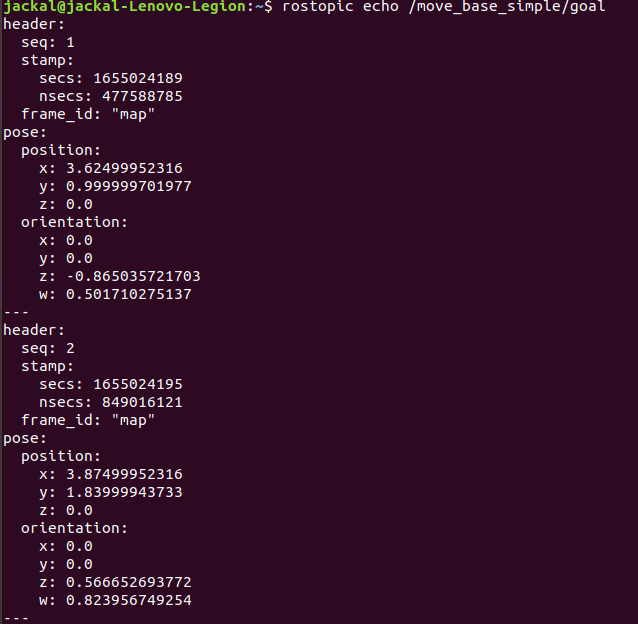 jackal@jackal-Lenovo-Legion:~$ rostopic echo /move_base_simple/goal
header:
  seq: 1
  stamp:
    secs: 1655024189
    nsecs: 477588785
  frame_id: "map"
pose:
  position:
    x: 3.62499952316
    y: 0.999999701977
    z: 0.0
  orientation:
    x: 0.0
    y: 0.0
    z: -0.865035721703
    w: 0.501710275137
---
header:
  seq: 2
  stamp:
    secs: 1655024195
    nsecs: 849016121
  frame_id: "map"
pose:
  position:
    x: 3.87499952316
    y: 1.83999943733
    z: 0.0
  orientation:
    x: 0.0
    y: 0.0
    z: 0.566652693772
    w: 0.823956749254
---